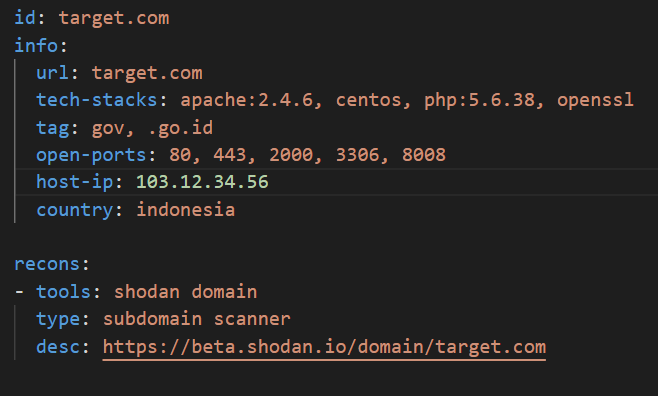 id: target.com
info:
url: target.com
tech-stacks: apache:2.4.6, centos, php:5.6.38, openssl
tag: gov, .go.id
open-ports: 80, 443, 2000, 3306, 8008
host-ip: 103.12.34.56
country: indonesia
recons:
- tools: shodan domain
type: subdomain scanner
desc: https://beta.shodan.io/domain/target.com